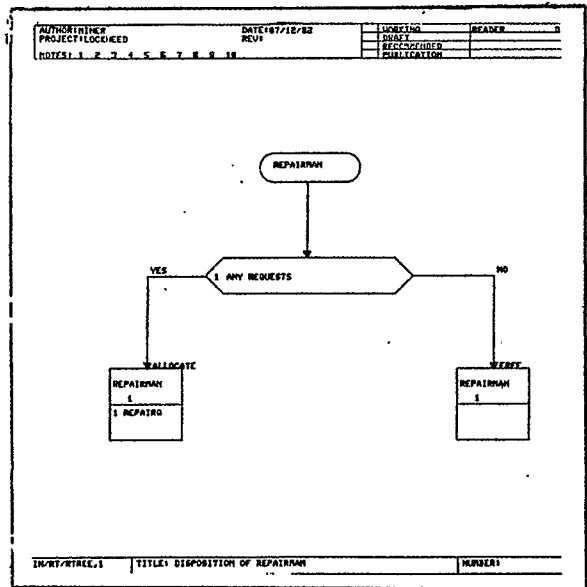 AUTHOR:MINER DATE:07/12/82 WORKING READER
PROJECT:LOCKHEED REV: DRAFT
RECOMMENDED
NOTES: 1 2 3 4 5 6 7 8 9 10 PUBLICATION
REPAIRMAN
YES NO
1 ANY REQUESTS
ALLOCATE FREE
REPAIRMAN REPAIRMAN
1 1
1 REPAIRQ
TITLE: DISPOSITION OF REPAIRMAN NUMBER: